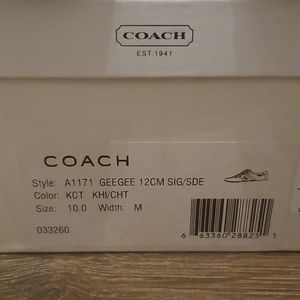 COACH
EST. 1941
COACH
Style: A1171 GEEGEE 12CM SIG/SDE
Color: KCT KHI/CHT
Size: 10.0 Width: M
033260
6 63360 28825 1